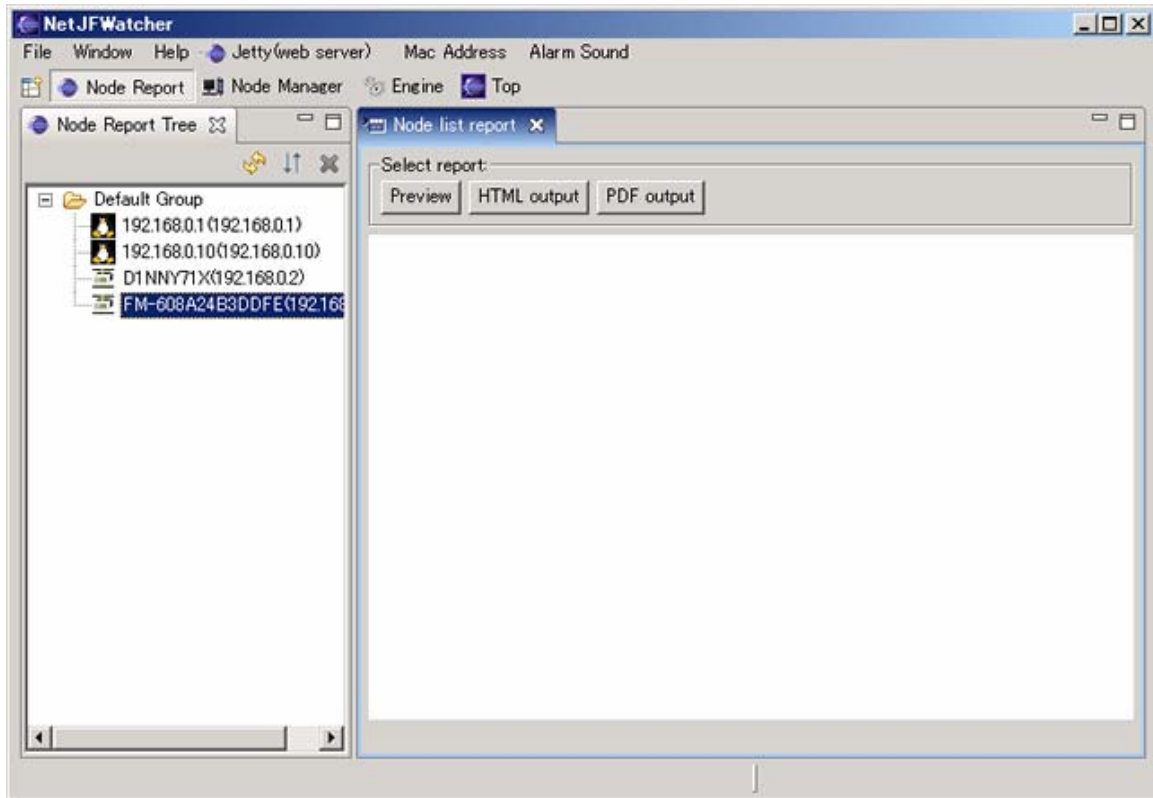 NetJFWatcher
File Window Help Jetty(web server) Mac Address Alarm Sound
Node Report Node Manager Engine Top
Node Report Tree
Node list report
Select report:
Preview HTML output PDF output
Default Group
192.168.0.1(192.168.0.1)
192.168.0.10(192.168.0.10)
D1NNY71X(192.168.0.2)
FM-608A24B3DDFE(192.168